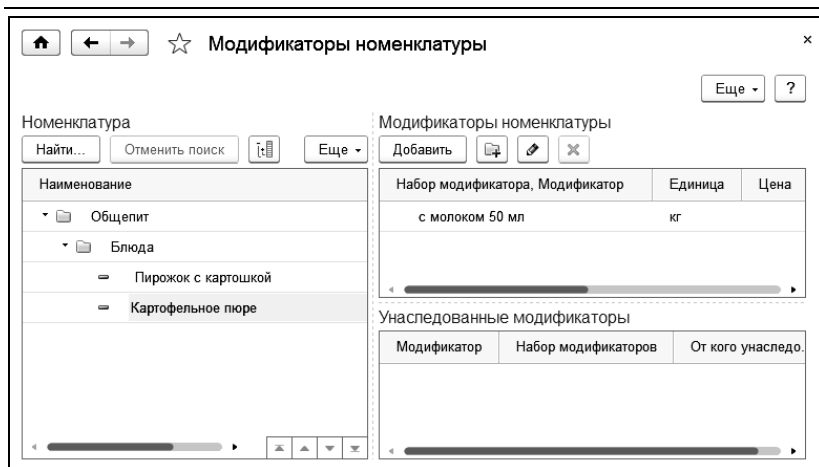 Модификаторы номенклатуры
×
Еще
?
Номенклатура
Найти...
Отменить поиск
Еще
Наименование
Общепит
Блюда
Пирожок с картошкой
Картофельное пюре
Модификаторы номенклатуры
Добавить
Набор модификатора, Модификатор Единица Цена
с молоком 50 мл кг
Унаследованные модификаторы
Модификатор Набор модификаторов От кого унаследо.